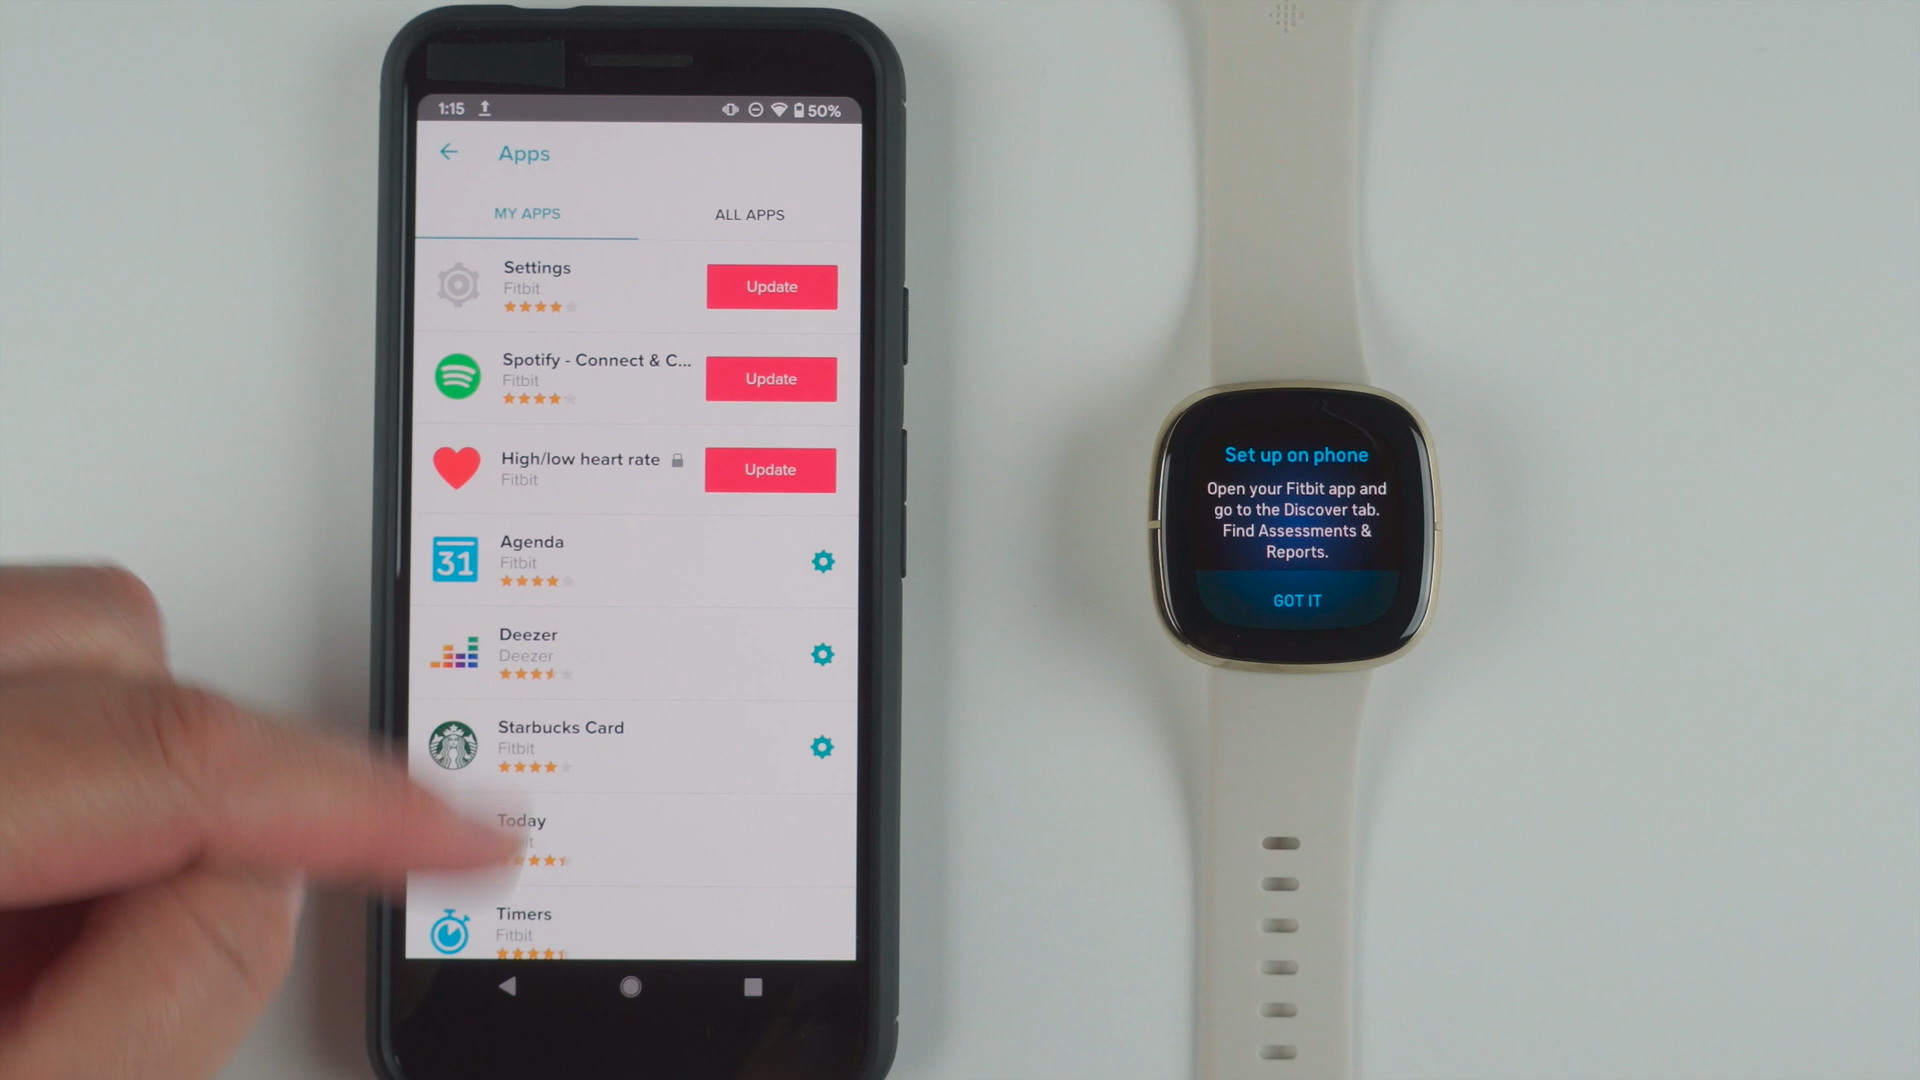 1:15
50%
Apps
MY APPS
ALL APPS
Settings
Fitbit
Update
Spotify - Connect & C...
Fitbit
Update
High/low heart rate
Fitbit
Update
31
Agenda
Fitbit
Deezer
Deezer
Starbucks Card
Fitbit
Today
Timers
Fitbit
Set up on phone
Open your Fitbit app and
go to the Discover tab.
Find Assessments &
Reports.
GOT IT